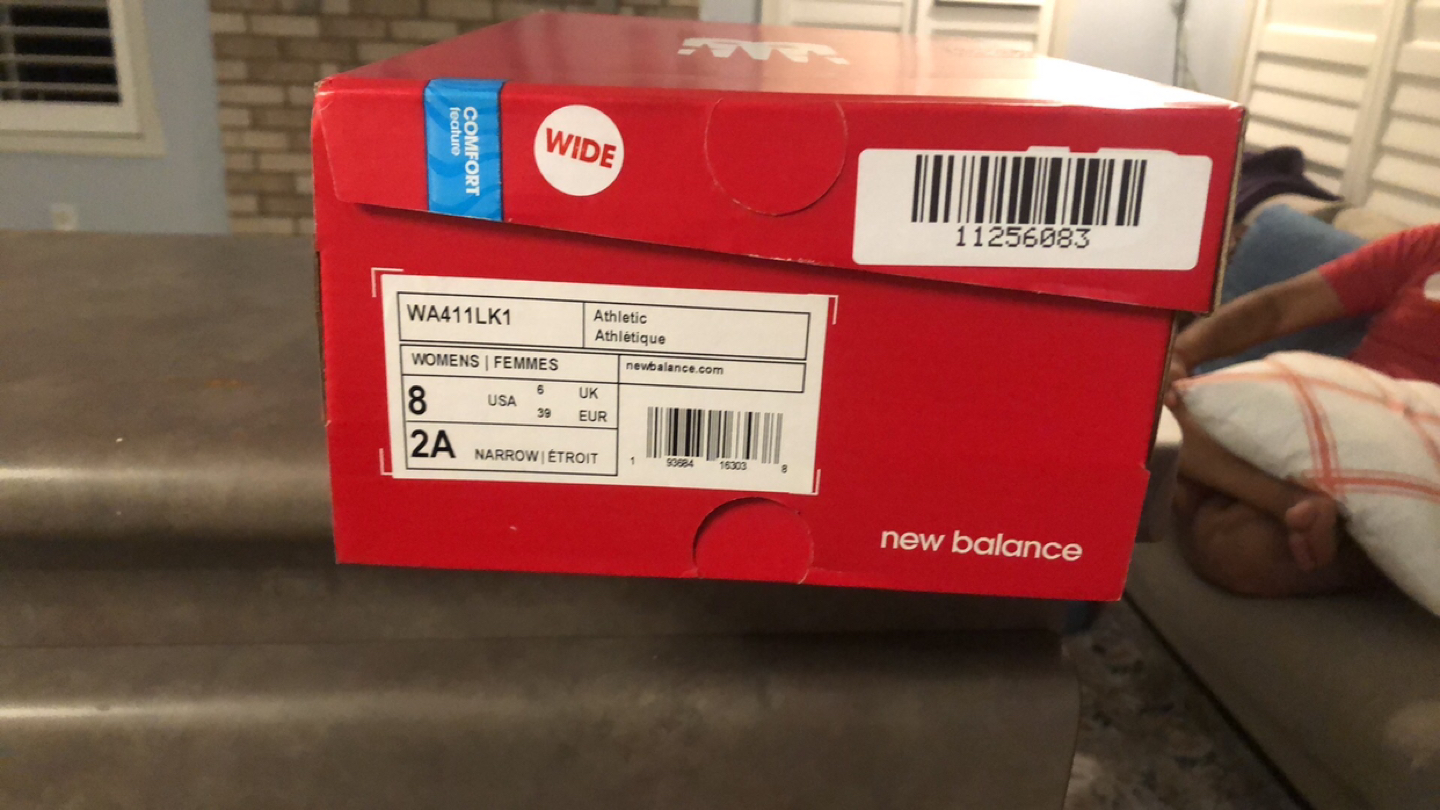 COMFORT
feature
WIDE
11256083
WA411LK1
Athletic
Athlétique
WOMENS | FEMMES
newbalance.com
8 USA 6 UK
39 EUR
2A NARROW | ÉTROIT
1 93684 16303 8
new balance